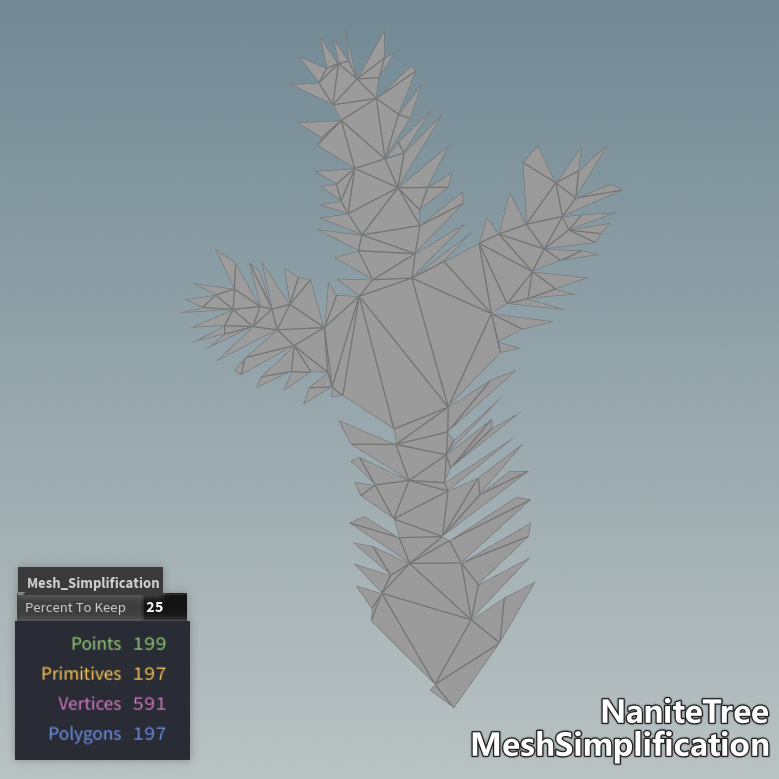 Mesh_Simplification
Percent To Keep 25
Points 199
Primitives 197
Vertices 591
Polygons 197
NaniteTree
MeshSimplification